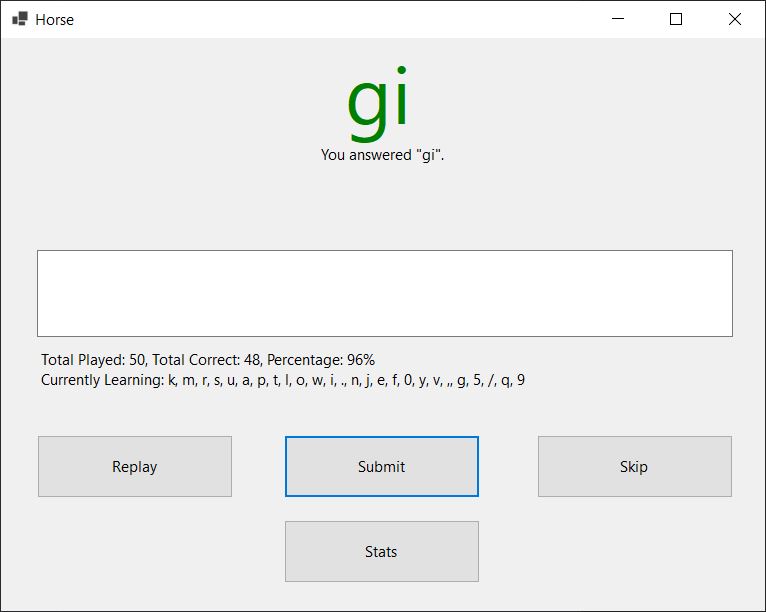 Horse
gi
You answered "gi".
Total Played: 50, Total Correct: 48, Percentage: 96%
Currently Learning: k, m, r, s, u, a, p, t, l, o, w, i, ., n, j, e, f, 0, y, v, ,, g, 5, /, q, 9
Replay
Submit
Skip
Stats